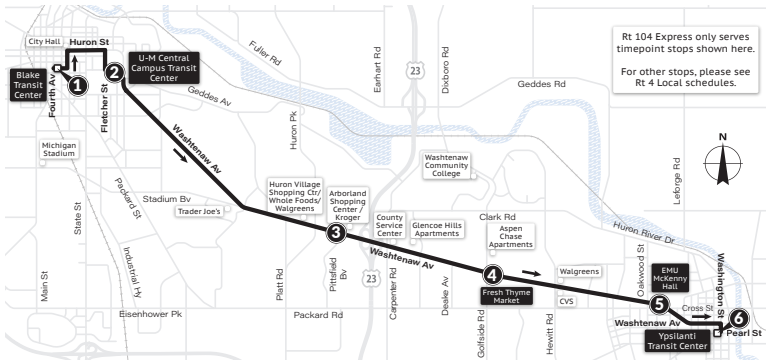 City Hall
Huron St
Blake
Transit
Center
Fourth Av
1
2
U-M Central
Campus Transit
Center
Fletcher St
Geddes Av
Fuller Rd
Huron Pk
Earhart Rd
23
Dixboro Rd
Geddes Rd
Rt 104 Express only serves
timepoint stops shown here.
For other stops, please see
Rt 4 Local schedules.
N
Leforge Rd
Michigan
Stadium
Washtenaw Av
Packard St
State St
Stadium Bv
Trader Joe's
Huron Village
Shopping Ctr/
Whole Foods/
Walgreens
Arborland
Shopping
Center /
Kroger
3
County
Service
Center
Glencoe Hills
Apartments
Washtenaw
Community
College
Clark Rd
Aspen
Chase
Apartments
Huron River Dr
Main St
Industrial Hy
Eisenhower Pk
Platt Rd
Pittsfield
Bv
Packard Rd
23
Carpenter Rd
Washtenaw Av
Deake Av
Golfside Rd
4
Fresh Thyme
Market
Hewitt Rd
Walgreens
CVS
Oakwood St
EMU
McKenny
Hall
5
Washington St
Cross St
Washtenaw Av
6
Pearl St
Ypsilanti
Transit Center